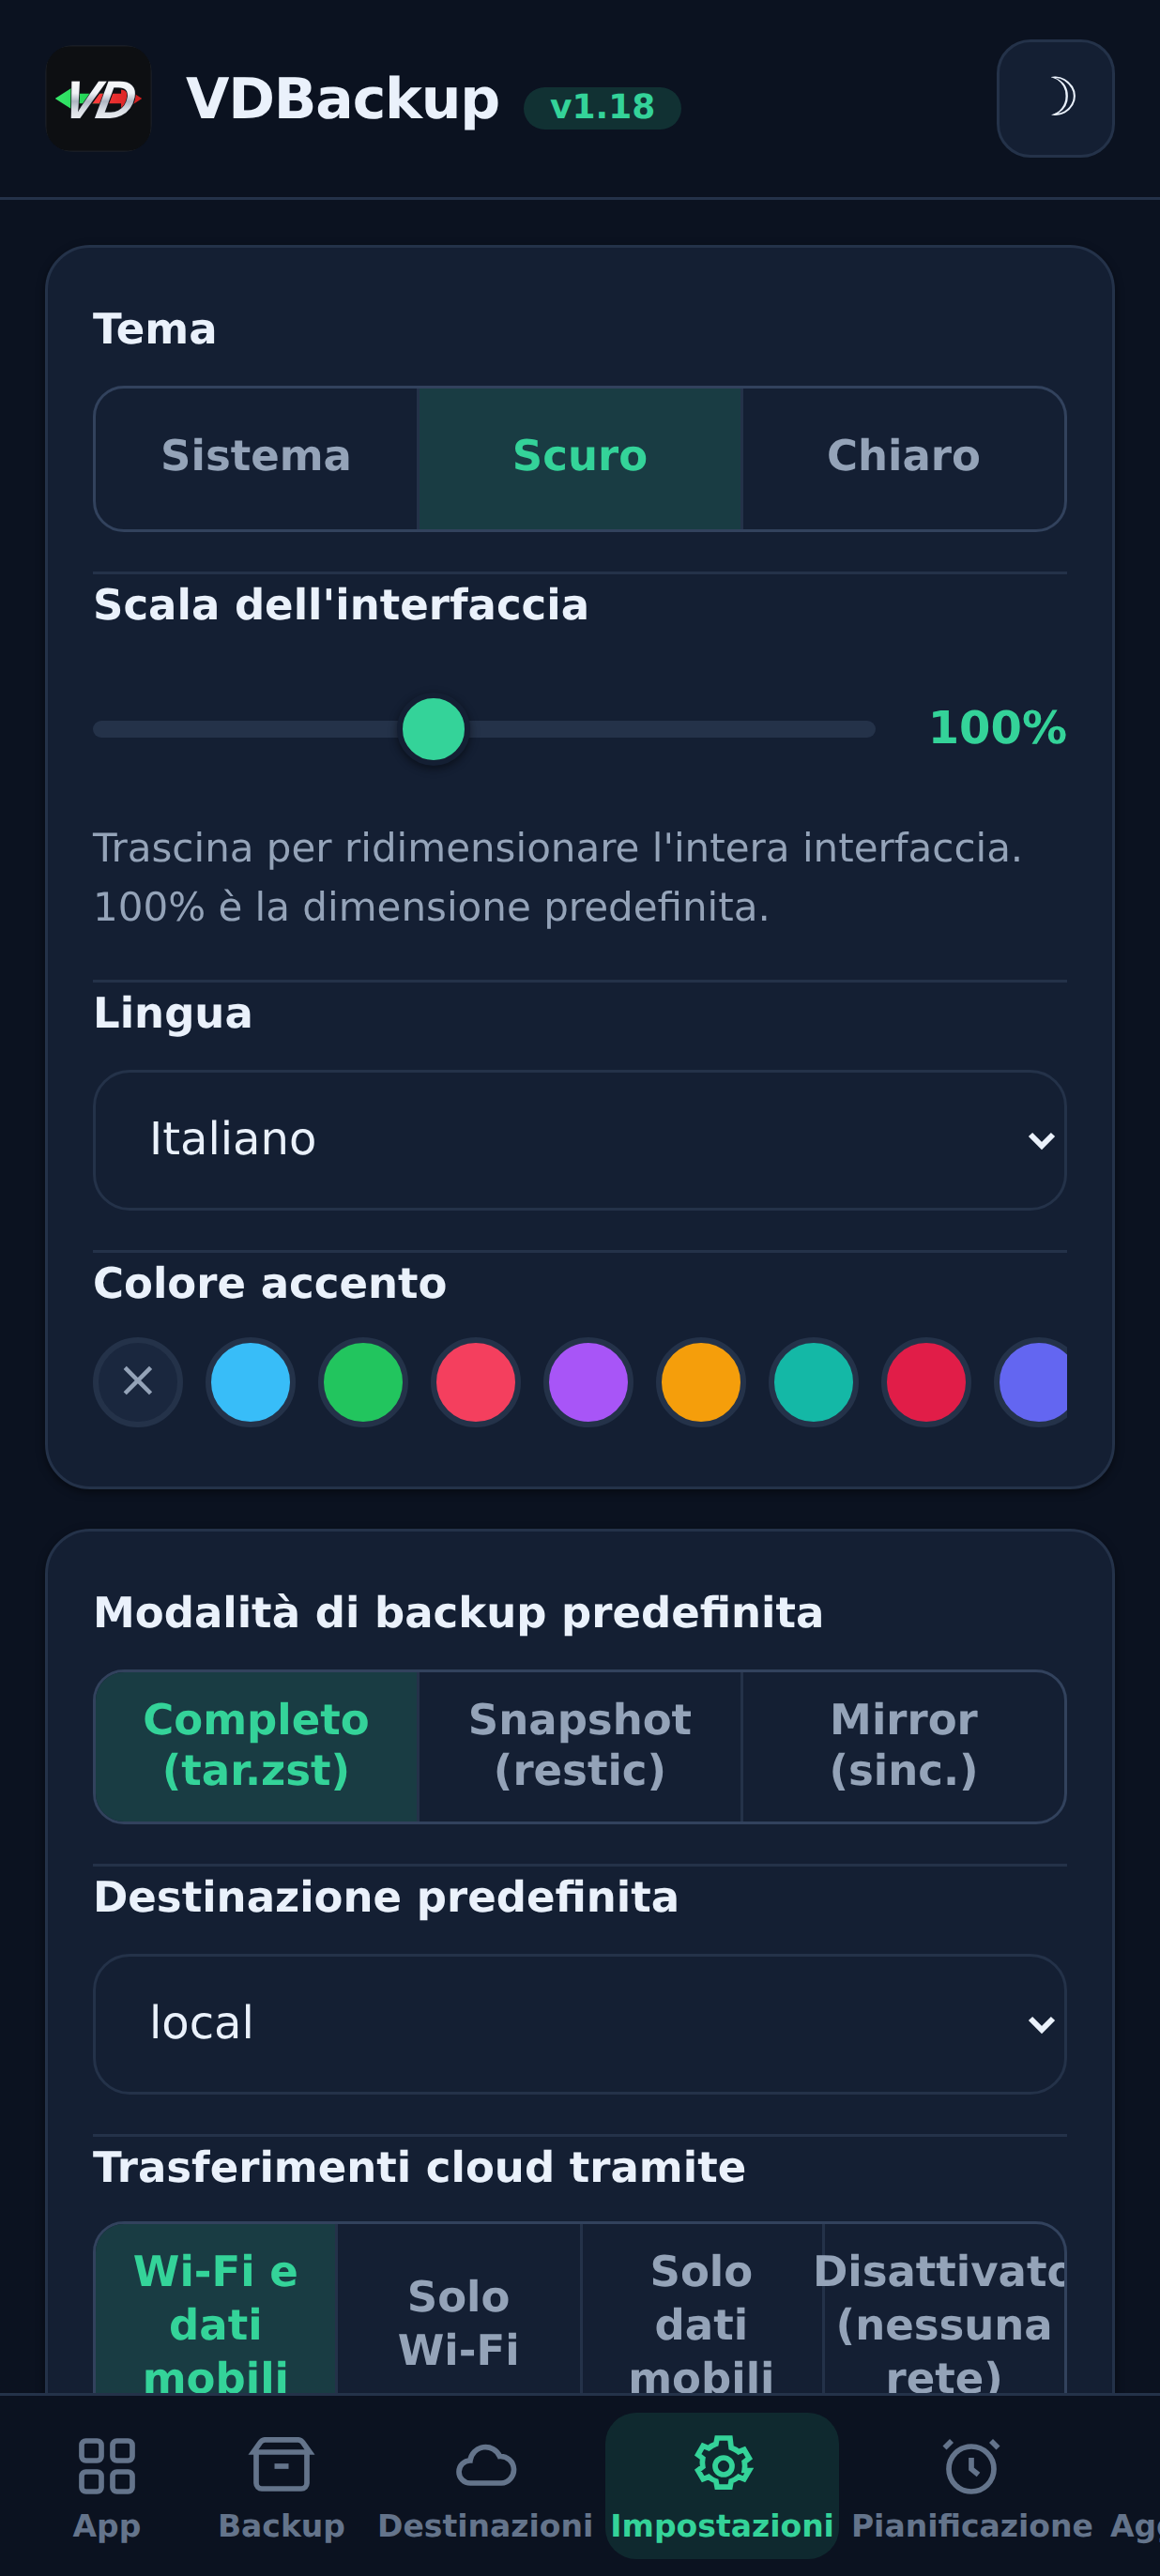 VD
VDBackup v1.18
Tema
Sistema Scuro Chiaro
Scala dell'interfaccia
100%
Trascina per ridimensionare l'intera interfaccia.
100% è la dimensione predefinita.
Lingua
Italiano
Colore accento
Modalità di backup predefinita
Completo
(tar.zst)
Snapshot
(restic)
Mirror
(sinc.)
Destinazione predefinita
local
Trasferimenti cloud tramite
Wi-Fi e
dati
mobili
Solo
Wi-Fi
Solo
dati
mobili
Disattivato
(nessuna
rete)
App Backup Destinazioni Impostazioni Pianificazione